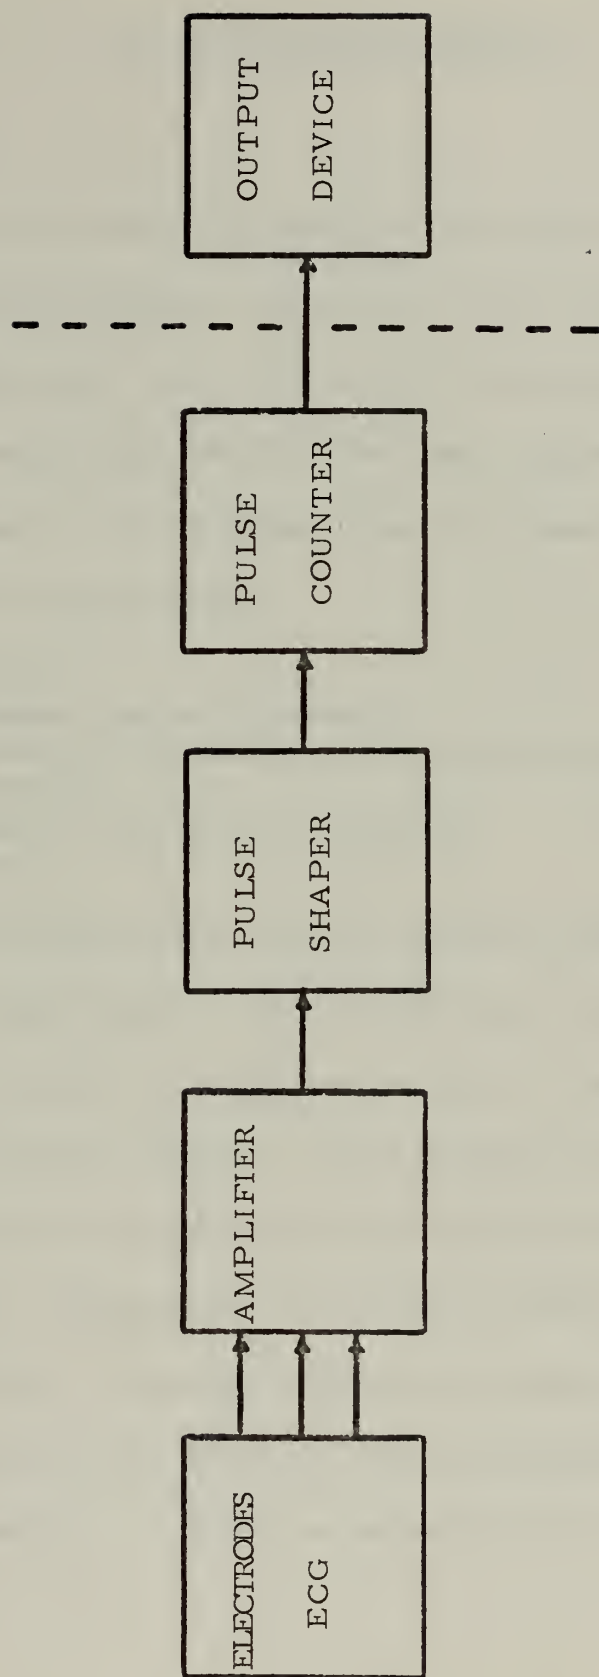 ELECTRODES
ECG
AMPLIFIER
PULSE
SHAPER
PULSE
COUNTER
OUTPUT
DEVICE